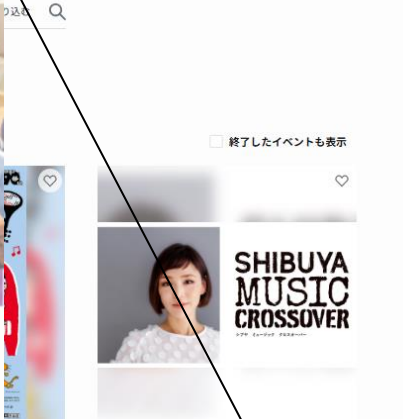 り込む
終了したイベントも表示
SHIBUYA
MUSIC
CROSSOVER
シブヤ ミュージック クロスオーバー